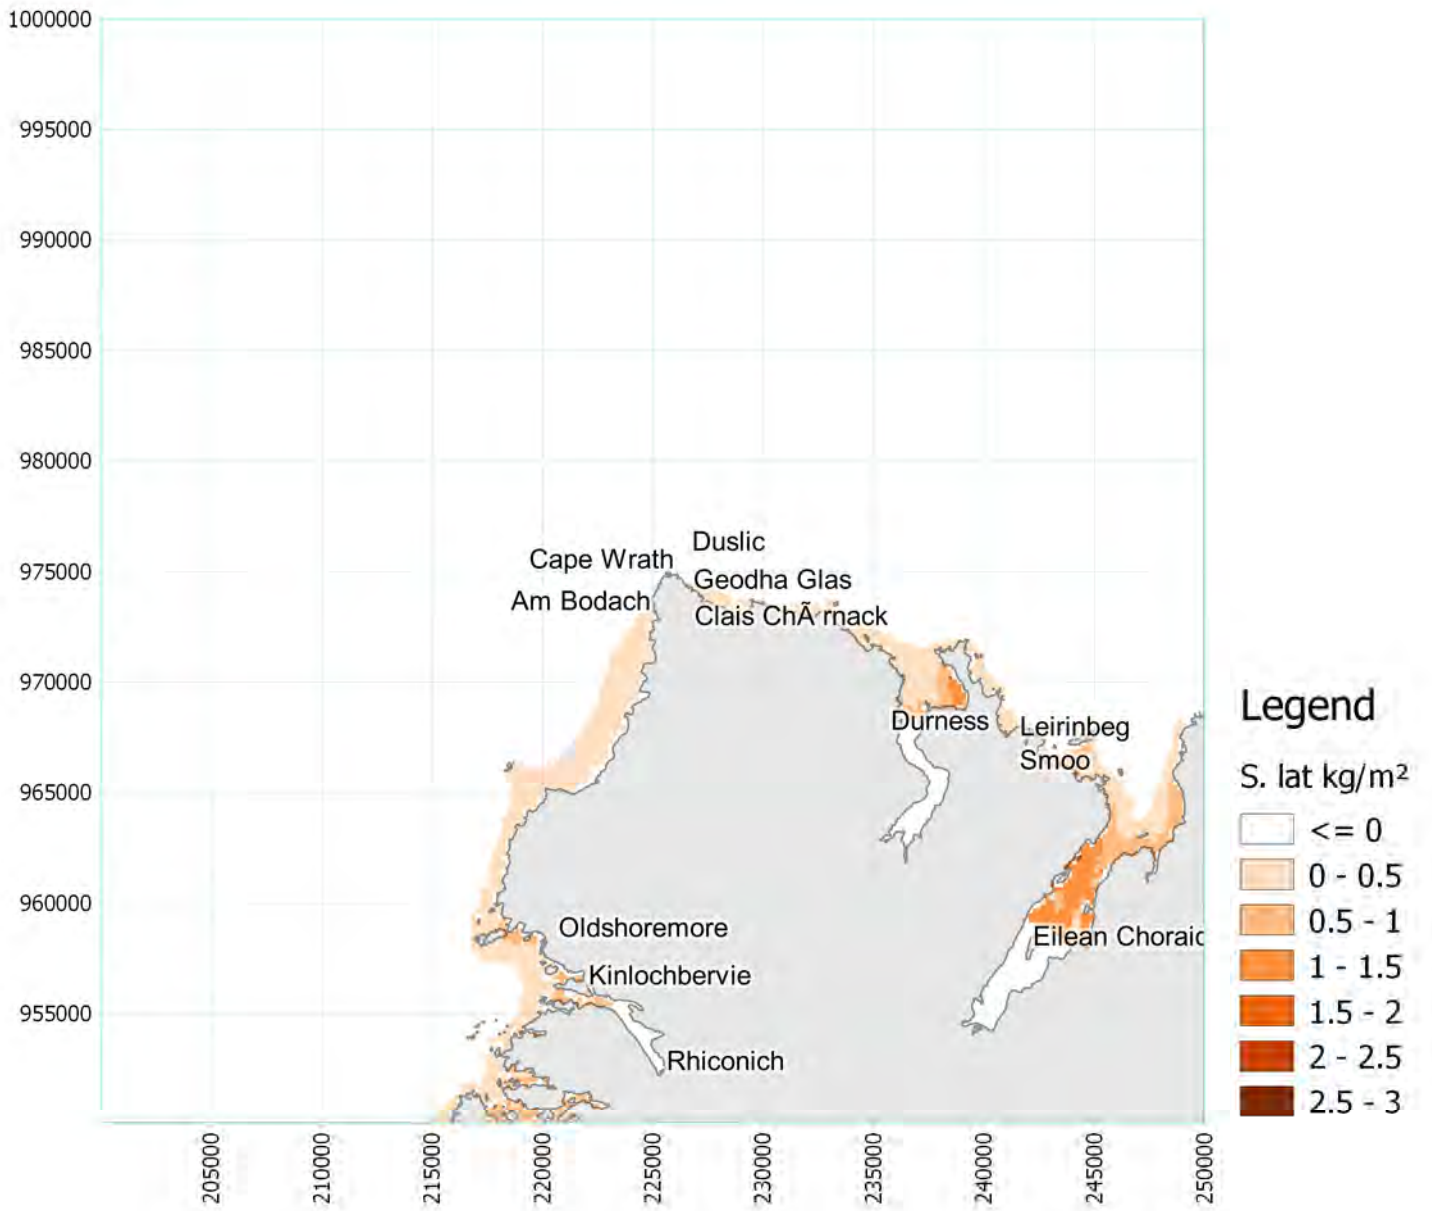 1000000
995000
990000
985000
980000
975000
970000
965000
960000
955000
Duslic
Cape Wrath
Geodha Glas
Am Bodach
Clais ChÃ rnack
Durness
Leirinbeg
Smoo
Oldshoremore
Eilean Choraic
Kinlochbervie
Rhiconich
205000
210000
215000
220000
225000
230000
235000
240000
245000
250000
Legend
S. lat kg/m²
<= 0
0 - 0.5
0.5 - 1
1 - 1.5
1.5 - 2
2 - 2.5
2.5 - 3